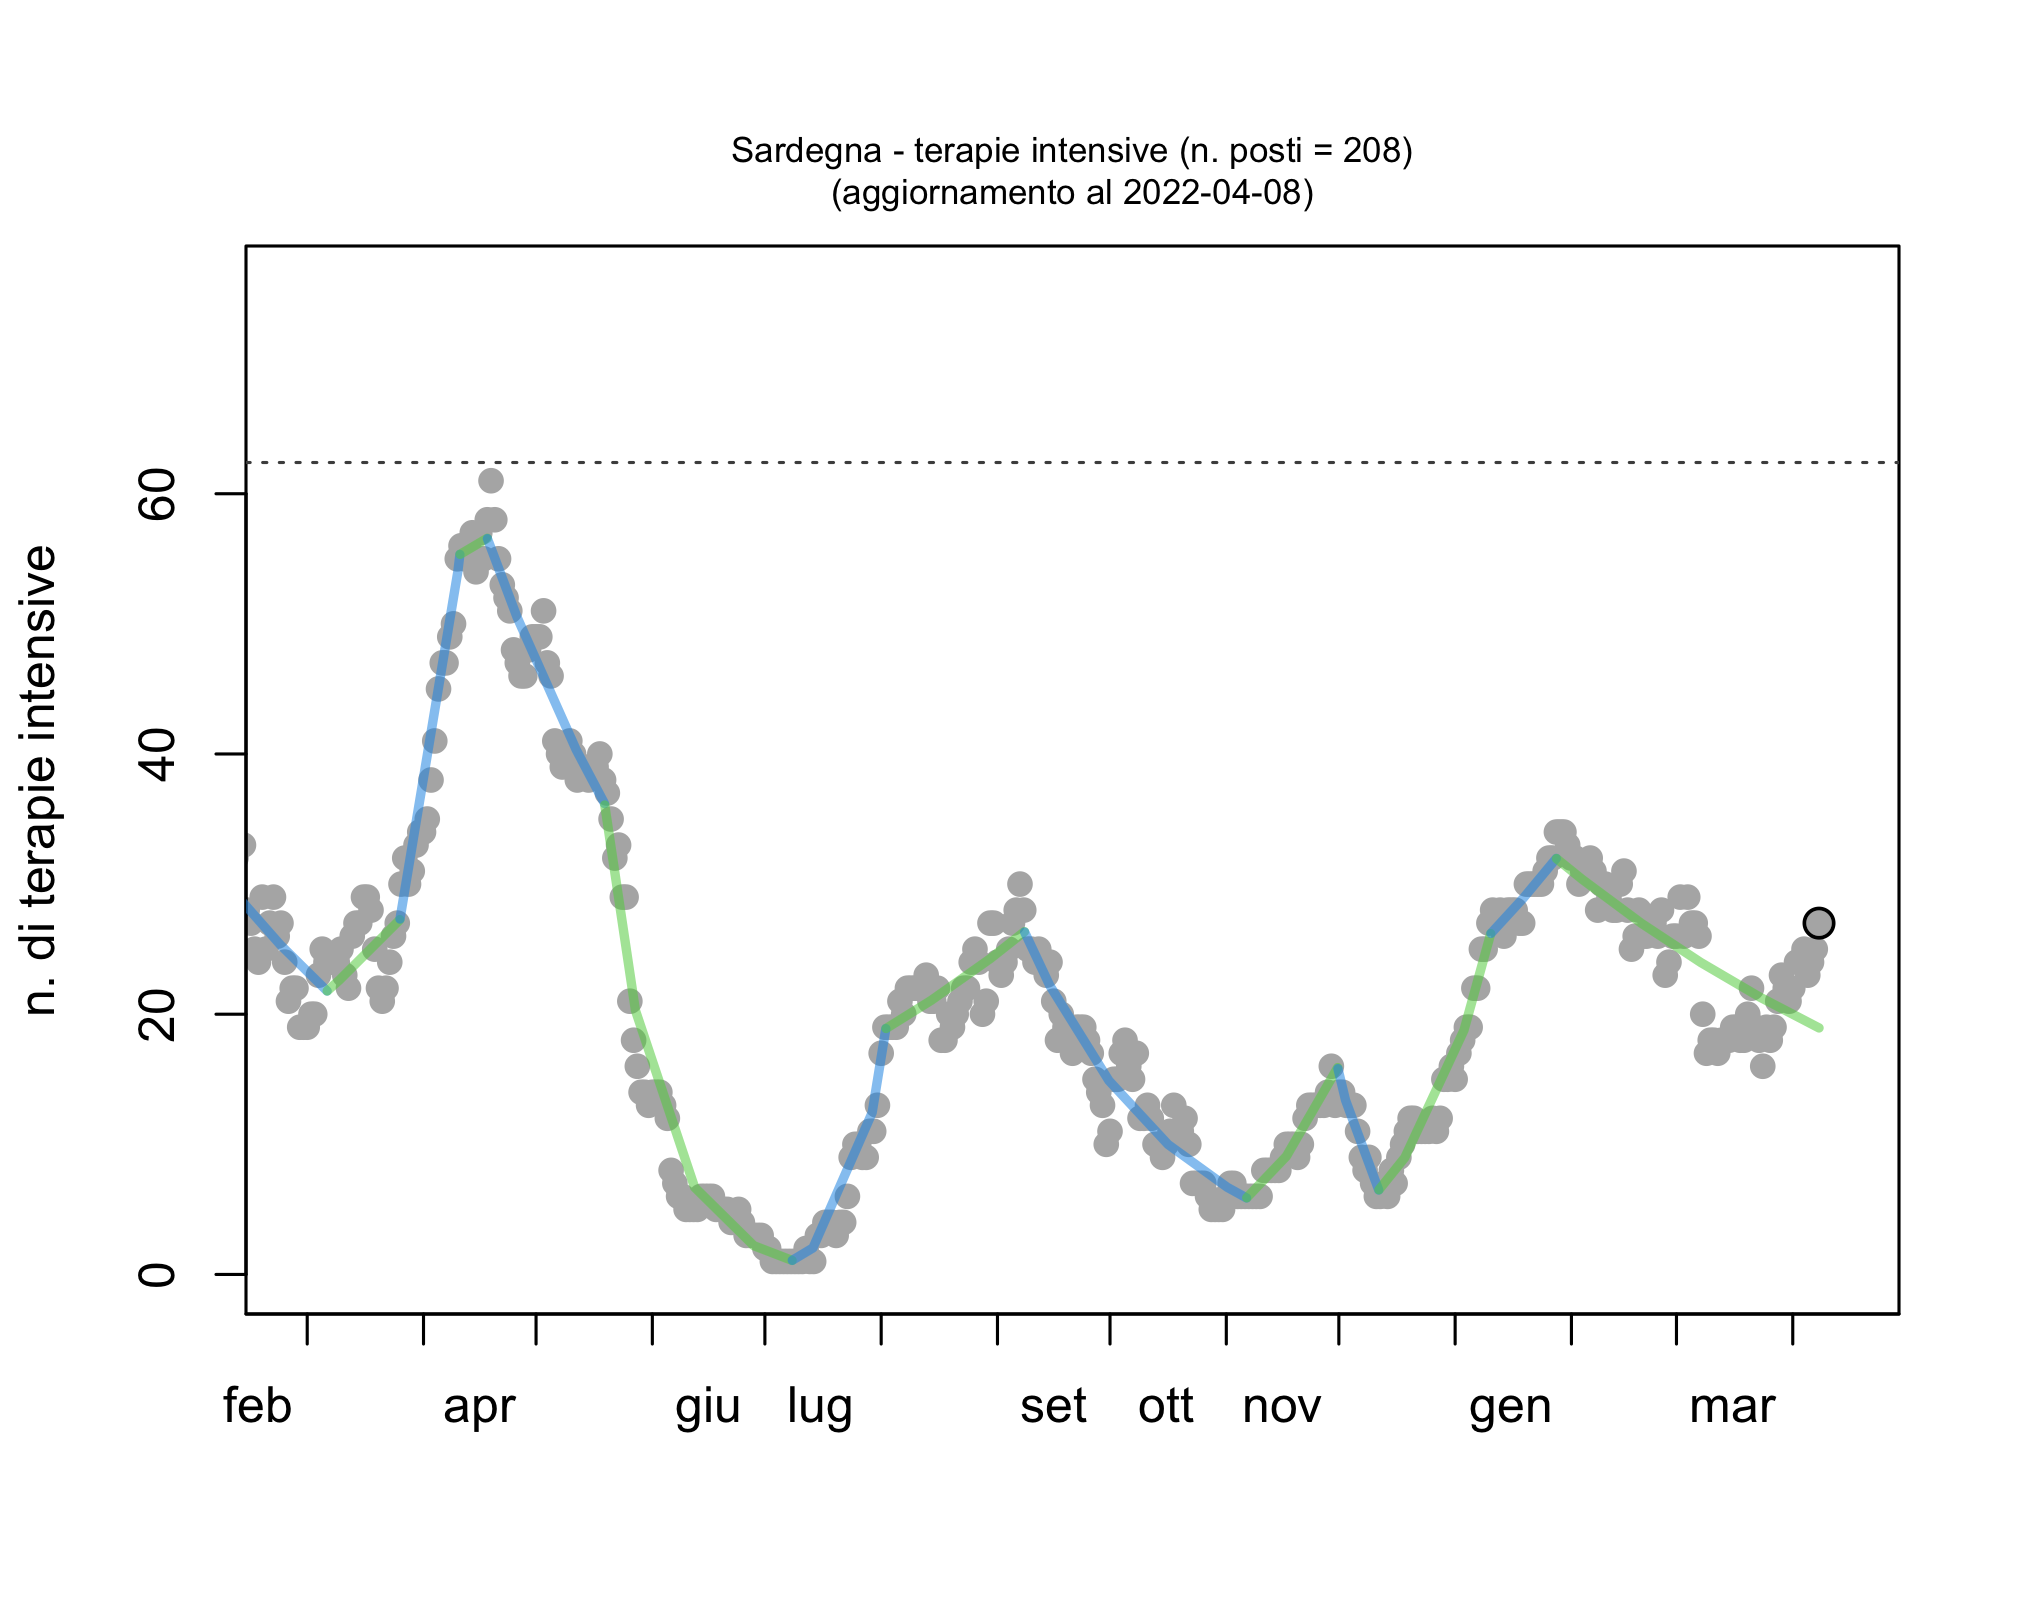 Sardegna - terapie intensive (n. posti = 208)
(aggiornamento al 2022-04-08)
n. di terapie intensive
60
40
20
0
feb apr giu lug set ott nov gen mar